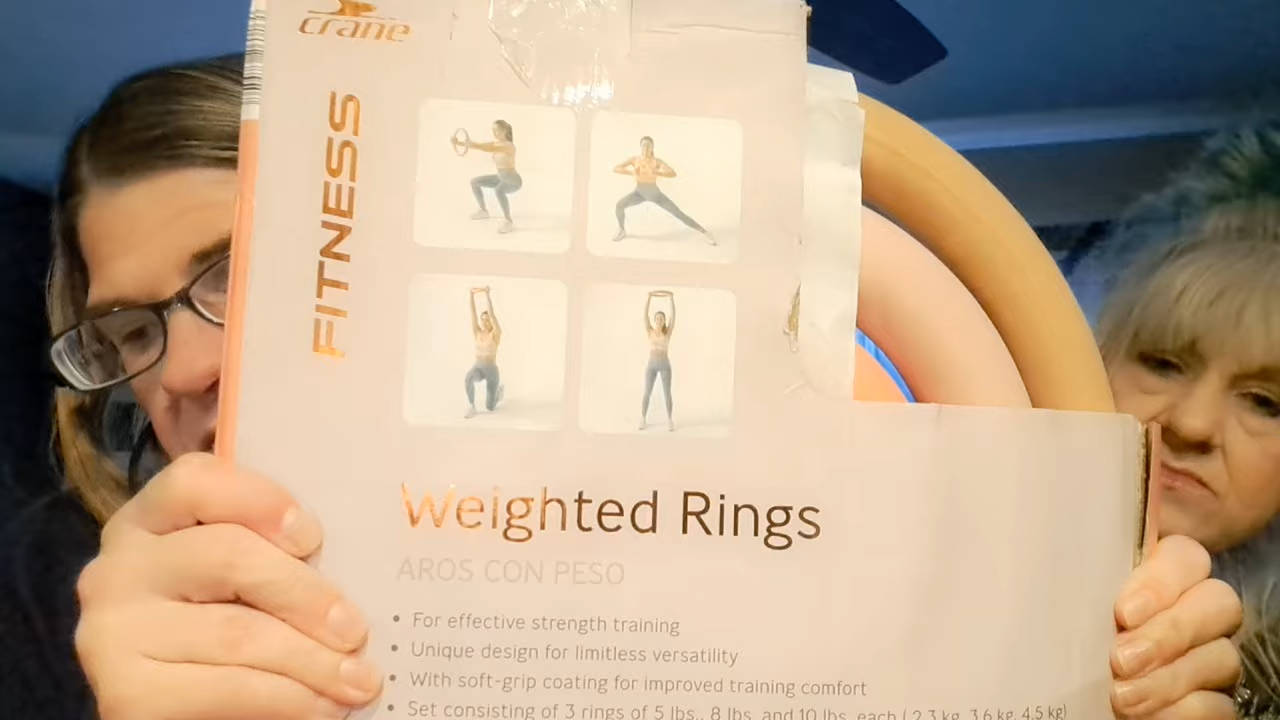 crane
FITNESS
Weighted Rings
AROS CON PESO
• For effective strength training
• Unique design for limitless versatility
• With soft-grip coating for improved training comfort
• Set consisting of 3 rings of 5 lbs., 8 lbs. and 10 lbs. each ( 2.3 kg, 3.6 kg, 4.5 kg)